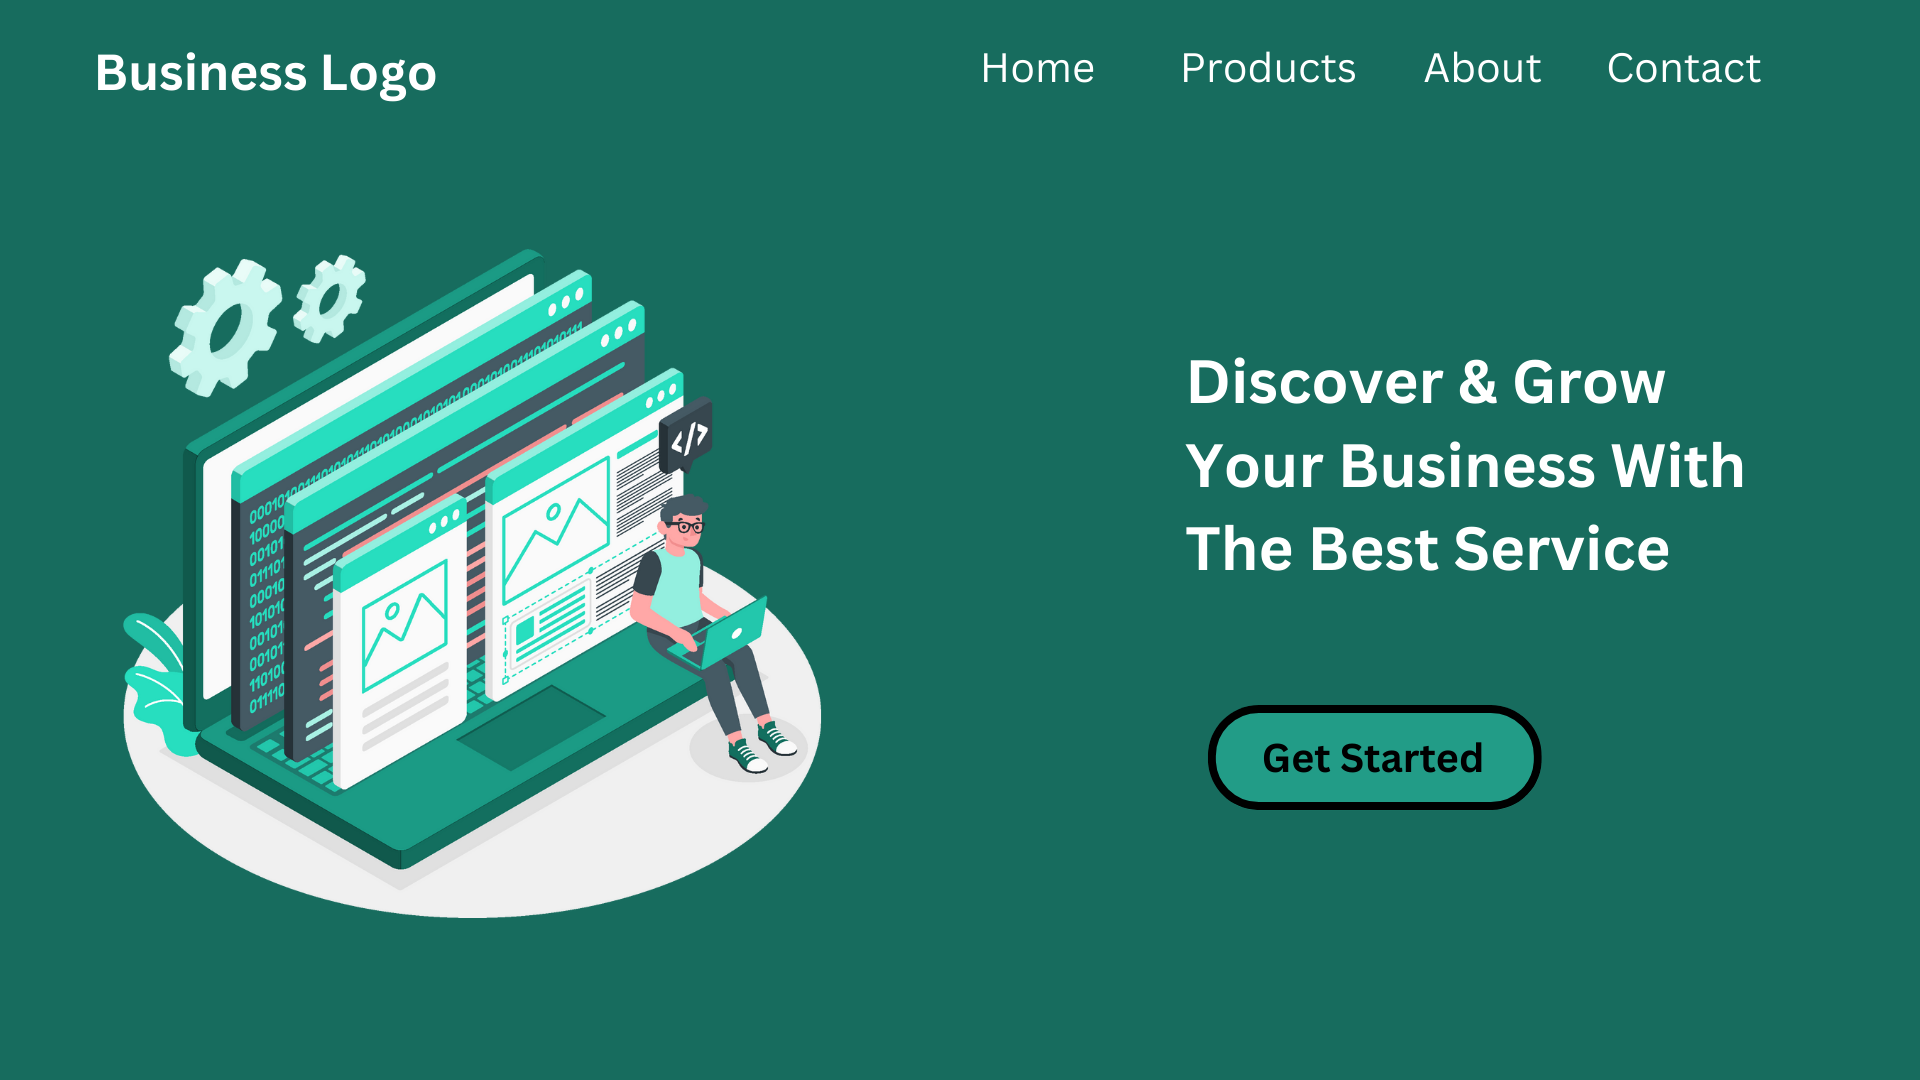 Business Logo
Home Products About Contact
Discover & Grow
Your Business With
The Best Service
Get Started
</>